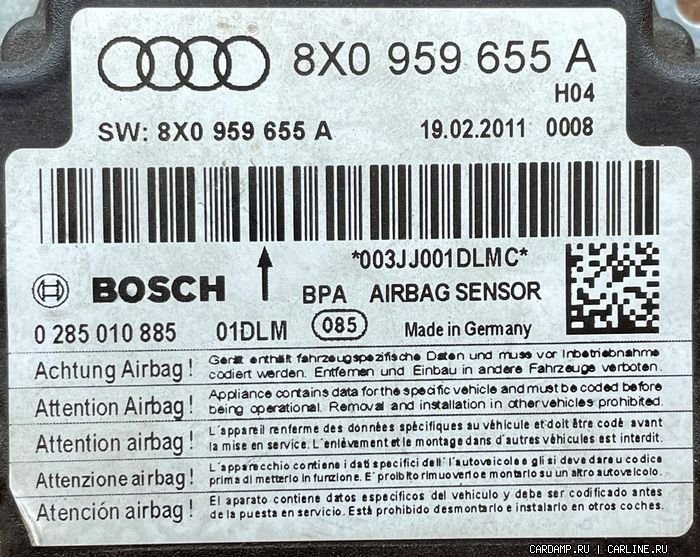 8X0 959 655 A
H04
SW: 8X0 959 655 A 19.02.2011 0008
*003JJ001DLMC*
BOSCH BPA AIRBAG SENSOR
0 285 010 885 01DLM 085 Made in Germany
Achtung Airbag! Gerät enthält fahrzeugspezifische Daten und muss vor Inbetriebnahme
codiert werden. Entfernen und Einbau in andere Fahrzeuge verboten.
Attention Airbag! Appliance contains data for the specific vehicle and must be coded before
being operational. Removal and installation in other vehicles prohibited.
Attention airbag! L'appareil renferme des données spécifiques au véhicule et doit être codé avant
la mise en service. L'enlèvement et le montage dans d'autres véhicules est interdit.
Attenzione airbag! L'apparecchio contiene i dati specifici dell'l'autoveicolo e gli si deve dare u codice
prima di metterlo in funzione. E'proibito rimuoverlo e montarlo su un altro autoveicolo.
Atención airbag! El aparato contiene datos especificos del vehiculo y debe ser codificado antes
de la puesta en servicio. Está prohibido desmontarlo e instalarlo en otros coches.
CARDAMP.RU | CARLINE.RU